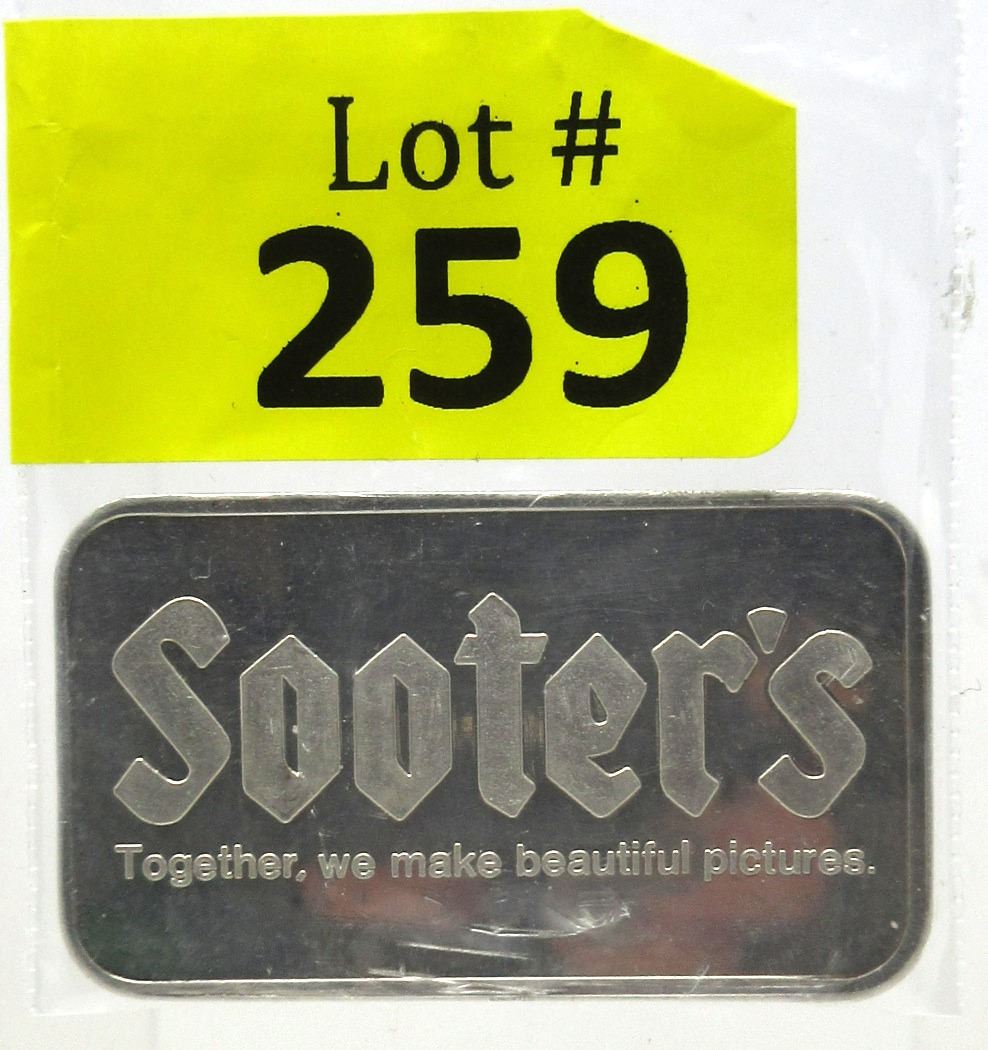 Lot #
259
Sooter's
Together, we make beautiful pictures.